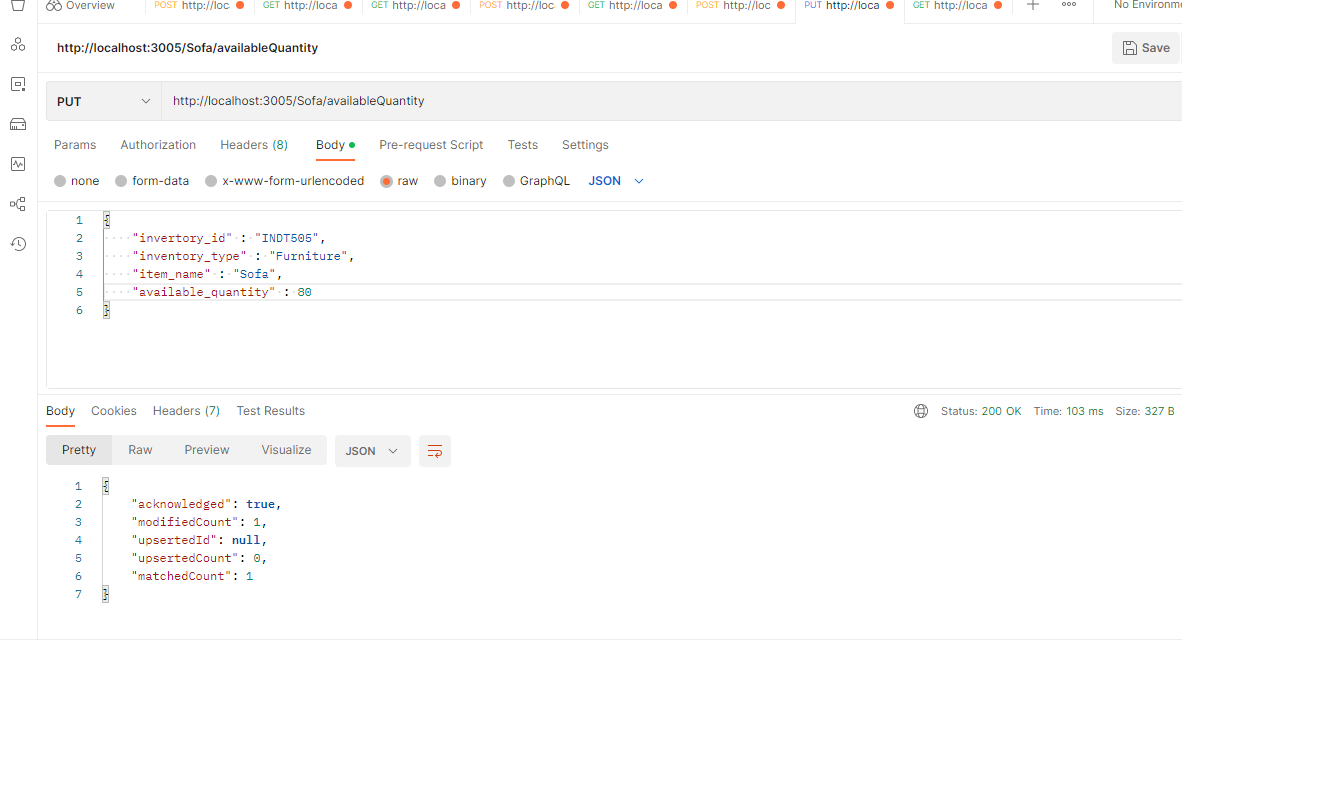 Overview POST http://loc GET http://loca GET http://loca POST http://loc GET http://loca POST http://loc PUT http://loca GET http://loca No Environme
http://localhost:3005/Sofa/availableQuantity Save
PUT http://localhost:3005/Sofa/availableQuantity
Params Authorization Headers (8) Body Pre-request Script Tests Settings
none form-data x-www-form-urlencoded raw binary GraphQL JSON
1 {
2 "invertory_id" : "INDT505",
3 "inventory_type" : "Furniture",
4 "item_name" : "Sofa",
5 "available_quantity" : 80
6 }
Body Cookies Headers (7) Test Results Status: 200 OK Time: 103 ms Size: 327 B
Pretty Raw Preview Visualize JSON
1 {
2 "acknowledged": true,
3 "modifiedCount": 1,
4 "upsertedId": null,
5 "upsertedCount": 0,
6 "matchedCount": 1
7 }